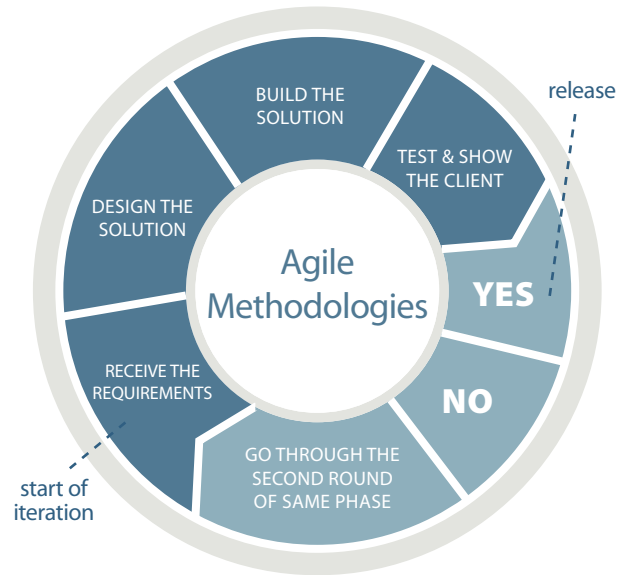 Agile
Methodologies
start of
iteration
RECEIVE THE
REQUIREMENTS
DESIGN THE
SOLUTION
BUILD THE
SOLUTION
TEST & SHOW
THE CLIENT
release
YES
NO
GO THROUGH THE
SECOND ROUND
OF SAME PHASE